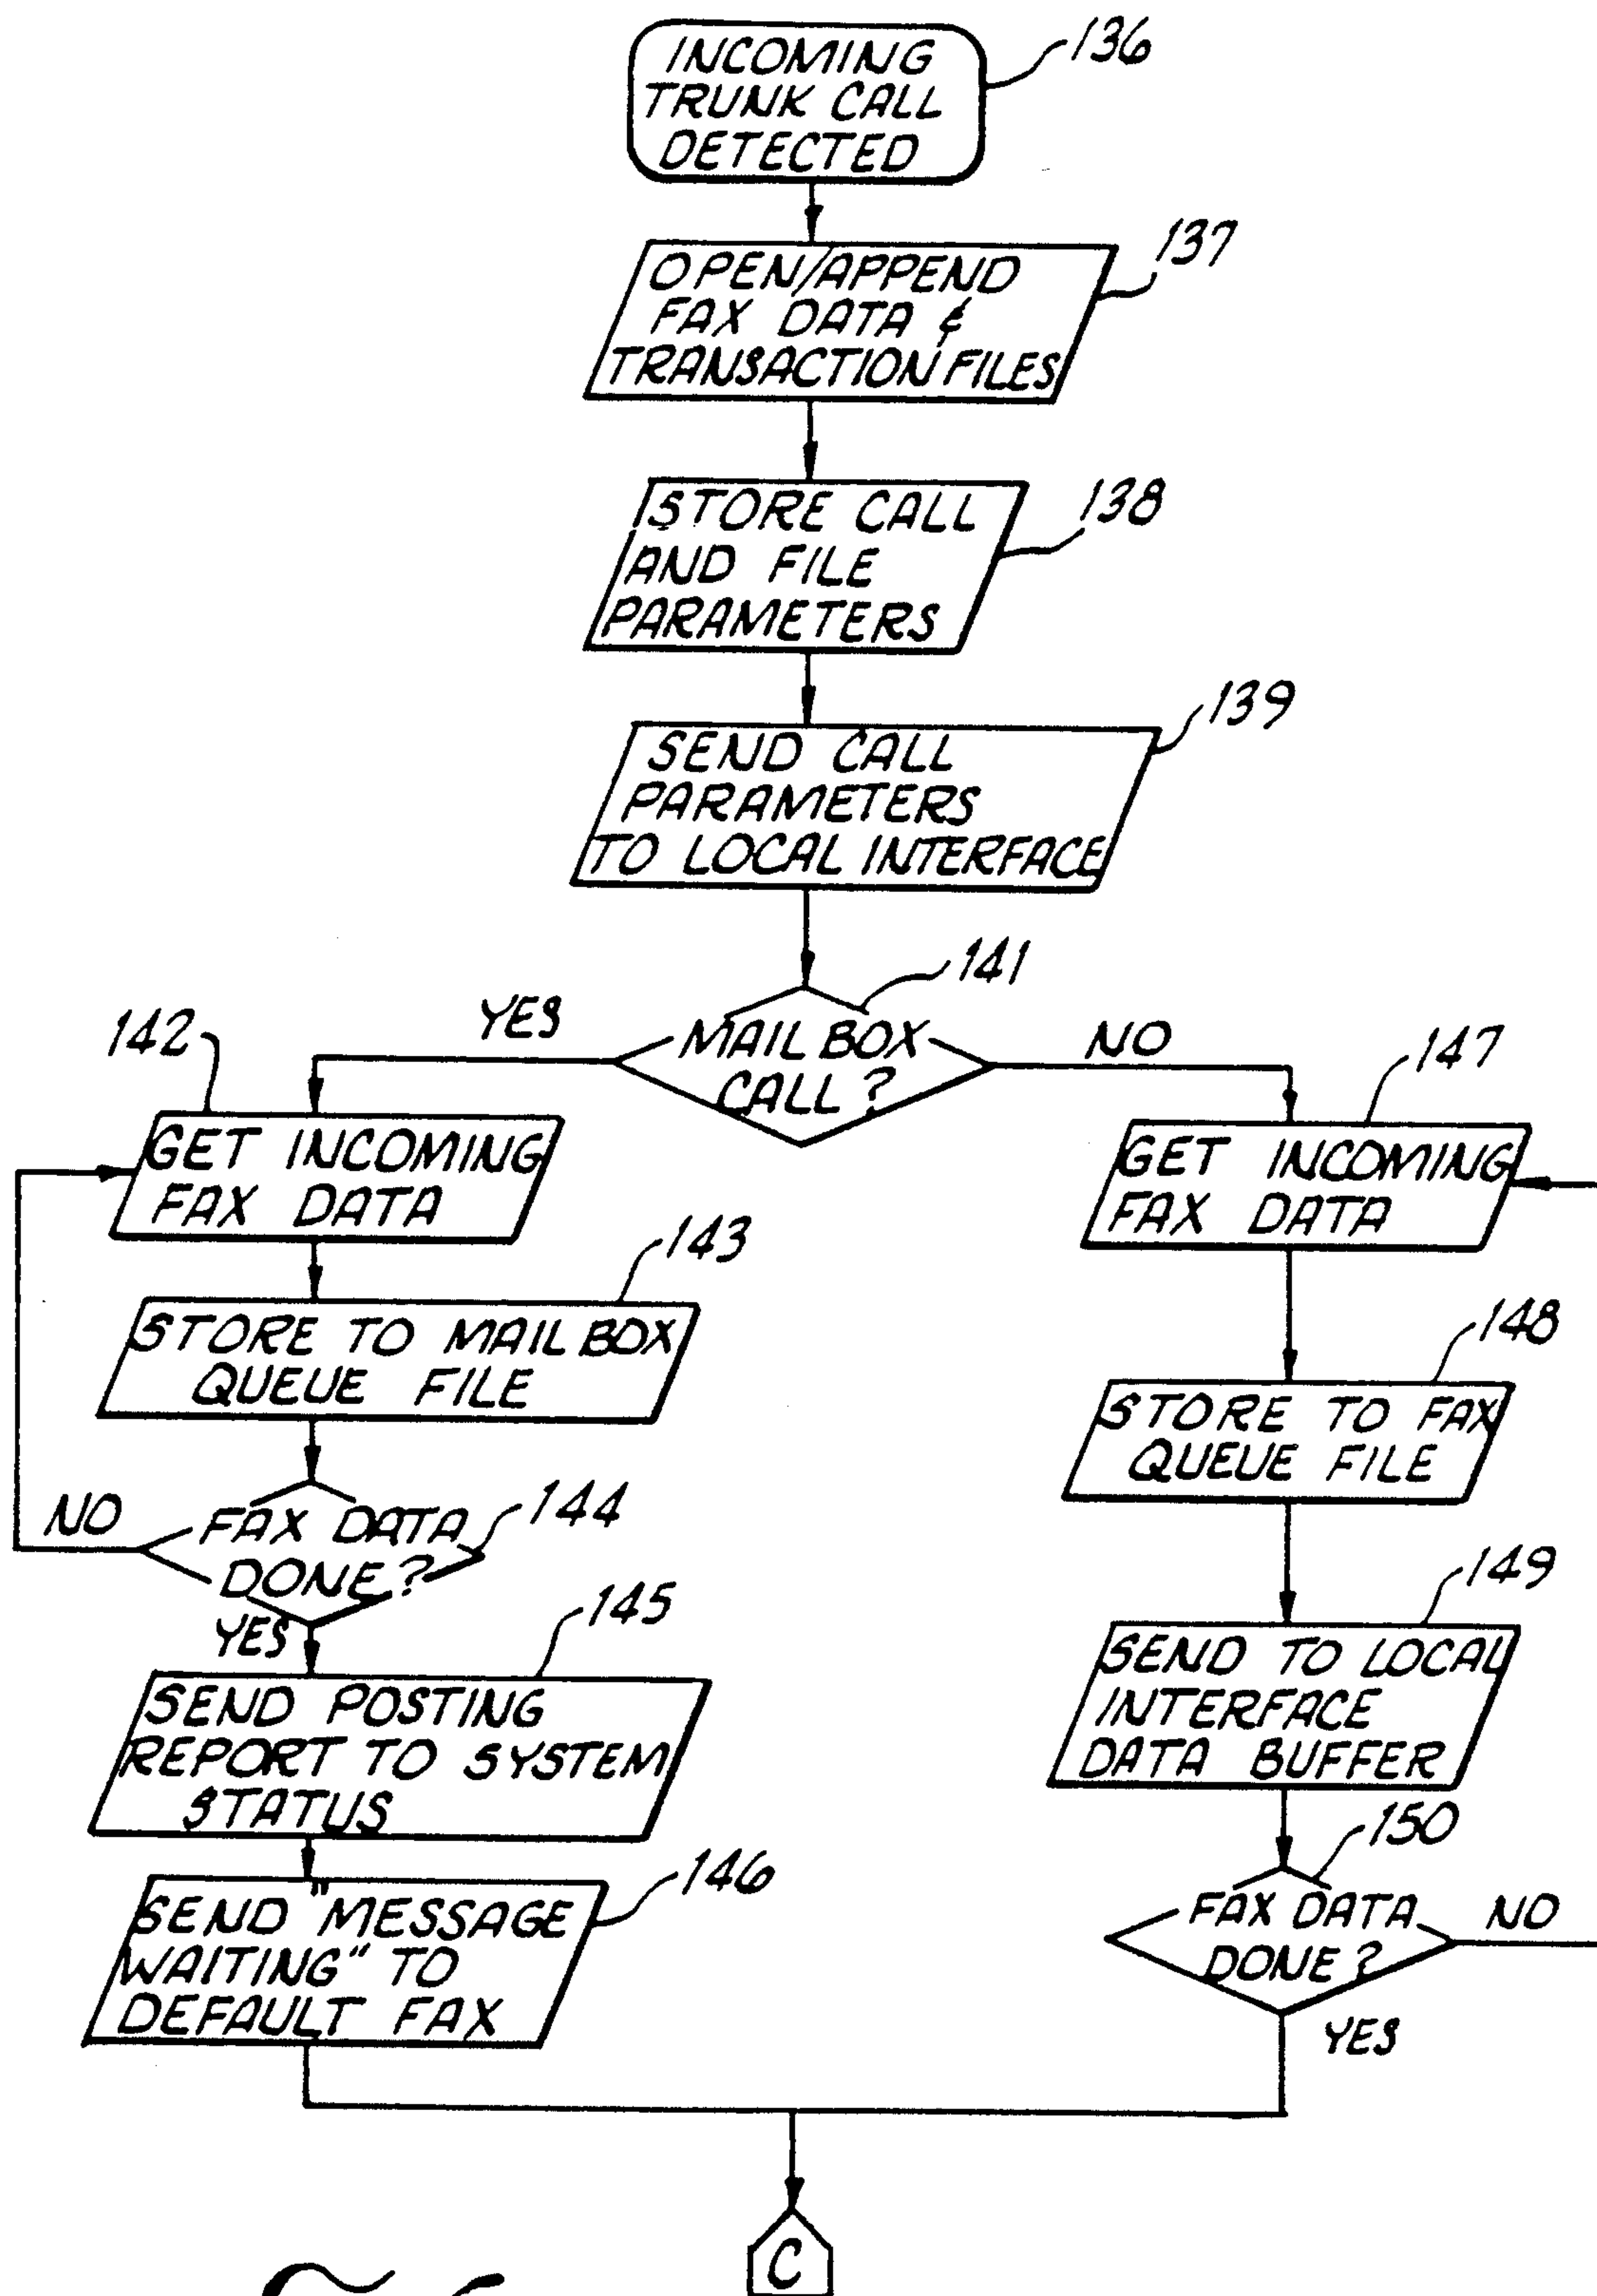 INCOMING
TRUNK CALL
DETECTED
136
OPEN/APPEND
FAX DATA &
TRANSACTION FILES
137
STORE CALL
AND FILE
PARAMETERS
138
SEND CALL
PARAMETERS
TO LOCAL INTERFACE
139
MAIL BOX
CALL?
141
YES
NO
142
GET INCOMING
FAX DATA
143
STORE TO MAIL BOX
QUEUE FILE
144
FAX DATA
DONE?
NO
YES
145
SEND POSTING
REPORT TO SYSTEM
STATUS
146
SEND "MESSAGE
WAITING" TO
DEFAULT FAX
147
GET INCOMING
FAX DATA
148
STORE TO FAX
QUEUE FILE
149
SEND TO LOCAL
INTERFACE
DATA BUFFER
150
FAX DATA
DONE?
NO
YES
C